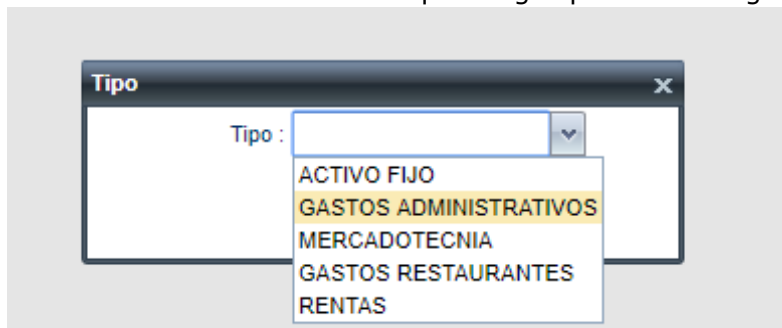 Tipo
Tipo :
ACTIVO FIJO
GASTOS ADMINISTRATIVOS
MERCADOTECNIA
GASTOS RESTAURANTES
RENTAS